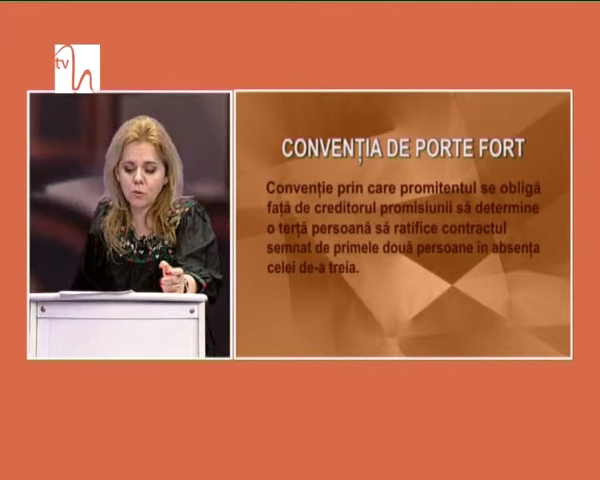 tv
CONVENȚIA DE PORTE FORT
Convenție prin care promitentul se obligă
față de creditorul promisiunii să determine
o terță persoană să ratifice contractul
semnat de primele două persoane în absența
celei de-a treia.